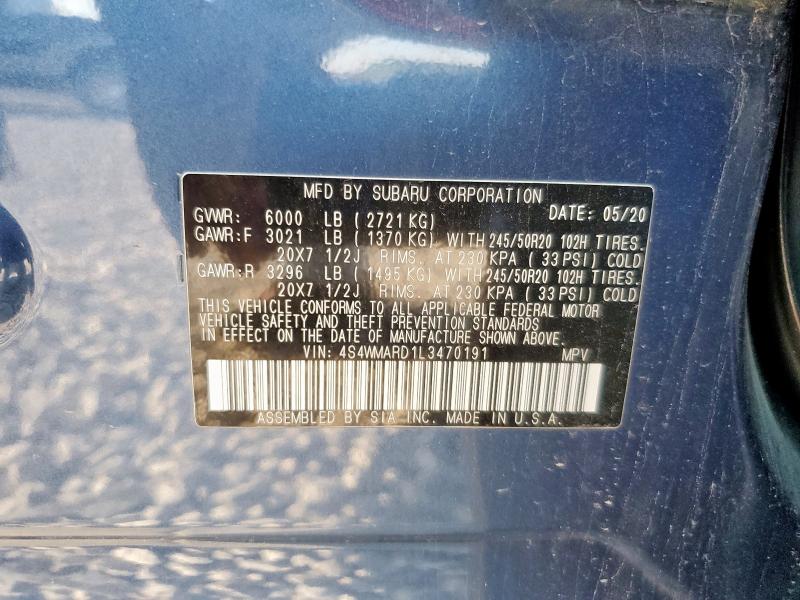 MFD BY SUBARU CORPORATION
GVWR: 6000 LB (2721 KG) DATE: 05/20
GAWR:F 3021 LB (1370 KG) WITH 245/50R20 102H TIRES.
20X7 1/2J RIMS. AT 230 KPA (33 PSI) COLD
GAWR:R 3296 LB (1495 KG) WITH 245/50R20 102H TIRES.
20X7 1/2J RIMS. AT 230 KPA (33 PSI) COLD
THIS VEHICLE CONFORMS TO ALL APPLICABLE FEDERAL MOTOR
VEHICLE SAFETY AND THEFT PREVENTION STANDARDS
IN EFFECT ON THE DATE OF MANUFACTURE SHOWN ABOVE.
VIN: 4S4WMARD1L3470191 MPV
ASSEMBLED BY SIA INC. MADE IN U.S.A.